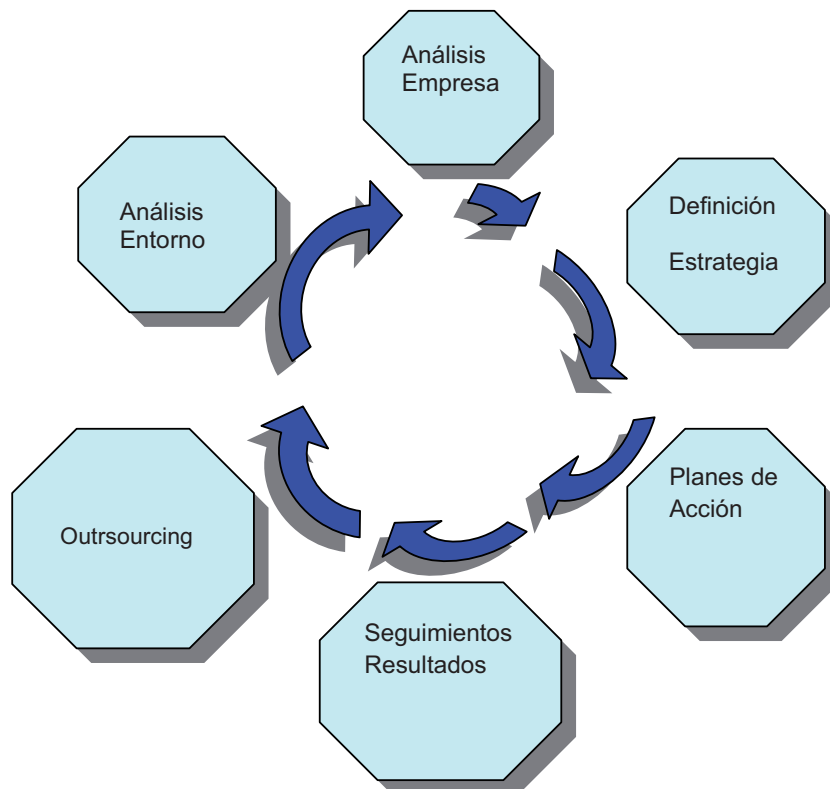 Análisis
Empresa
Definición
Estrategia
Planes de
Acción
Seguimientos
Resultados
Outrsourcing
Análisis
Entorno